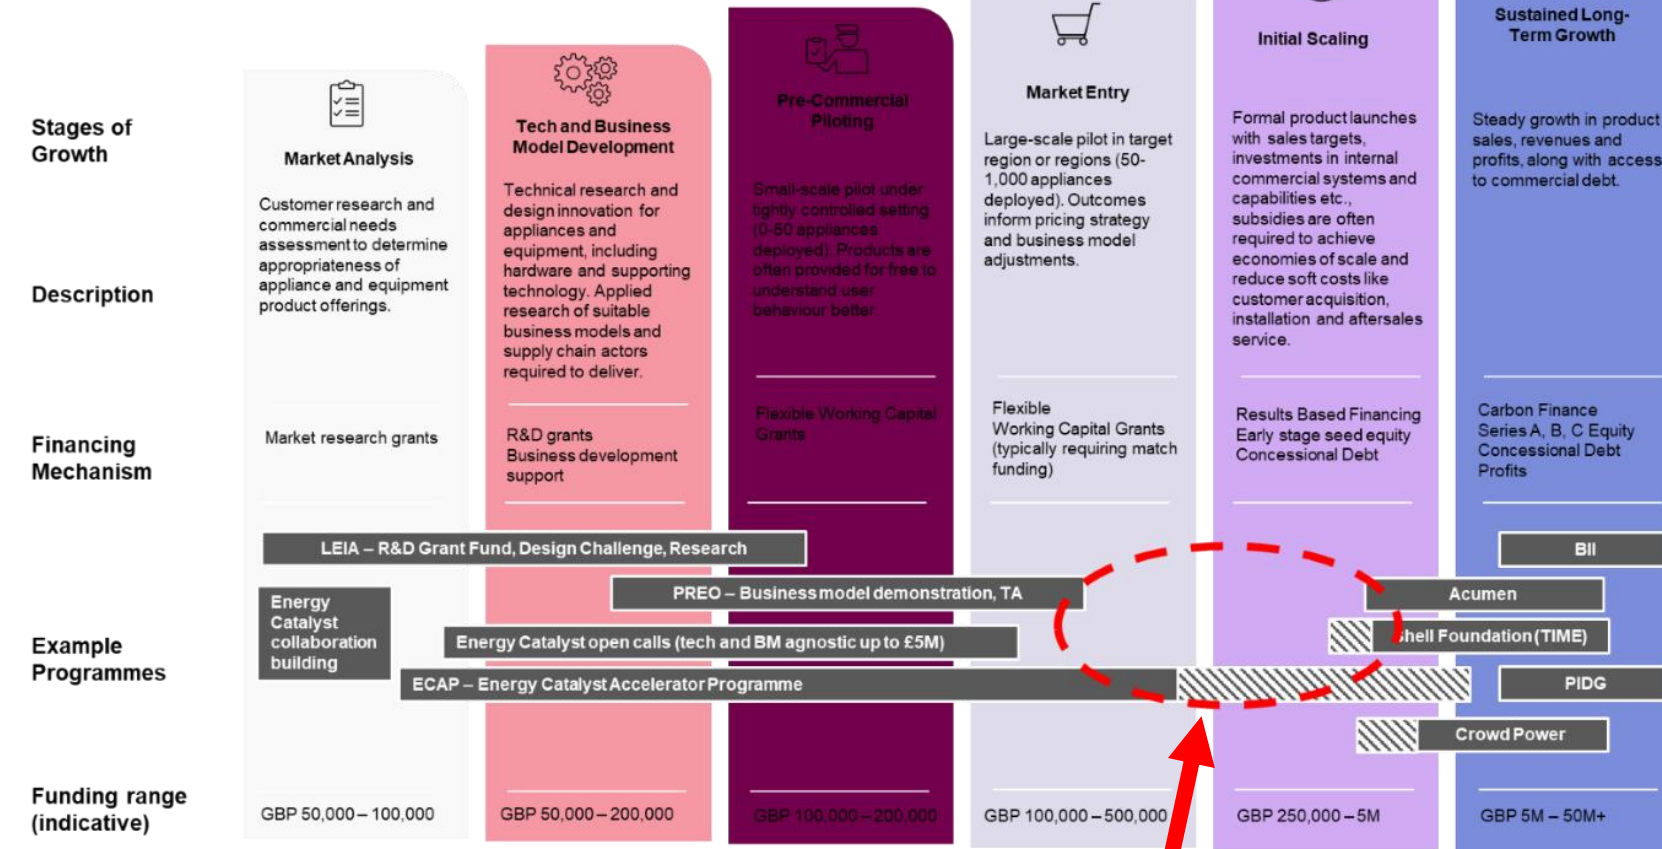 Stages of
Growth
Description
Financing
Mechanism
Example
Programmes
Funding range
(indicative)
Market Analysis
Customer research and
commercial needs
assessment to determine
appropriateness of
appliance and equipment
product offerings.
Market research grants
GBP 50,000 – 100,000
Tech and Business
Model Development
Technical research and
design innovation for
appliances and
equipment, including
hardware and supporting
technology. Applied
research of suitable
business models and
supply chain actors
required to deliver.
R&D grants
Business development
support
GBP 50,000 – 200,000
Pre-Commercial
Piloting
Small-scale pilot under
tightly controlled setting
(0-50 appliances
deployed). Products are
often provided for free to
understand user
behaviour better.
Flexible Working Capital
Grants
GBP 100,000 – 200,000
Market Entry
Large-scale pilot in target
region or regions (50-
1,000 appliances
deployed). Outcomes
inform pricing strategy
and business model
adjustments.
Flexible
Working Capital Grants
(typically requiring match
funding)
GBP 100,000 – 500,000
Initial Scaling
Formal product launches
with sales targets,
investments in internal
commercial systems and
capabilities etc.,
subsidies are often
required to achieve
economies of scale and
reduce soft costs like
customer acquisition,
installation and aftersales
service.
Results Based Financing
Early stage seed equity
Concessional Debt
GBP 250,000 – 5M
Sustained Long-
Term Growth
Steady growth in product
sales, revenues and
profits, along with access
to commercial debt.
Carbon Finance
Series A, B, C Equity
Concessional Debt
Profits
GBP 5M – 50M+
LEIA – R&D Grant Fund, Design Challenge, Research
BII
PREO – Business model demonstration, TA
Acumen
Energy
Catalyst
collaboration
building
Energy Catalyst open calls (tech and BM agnostic up to £5M)
Shell Foundation (TIME)
ECAP – Energy Catalyst Accelerator Programme
PIDG
Crowd Power